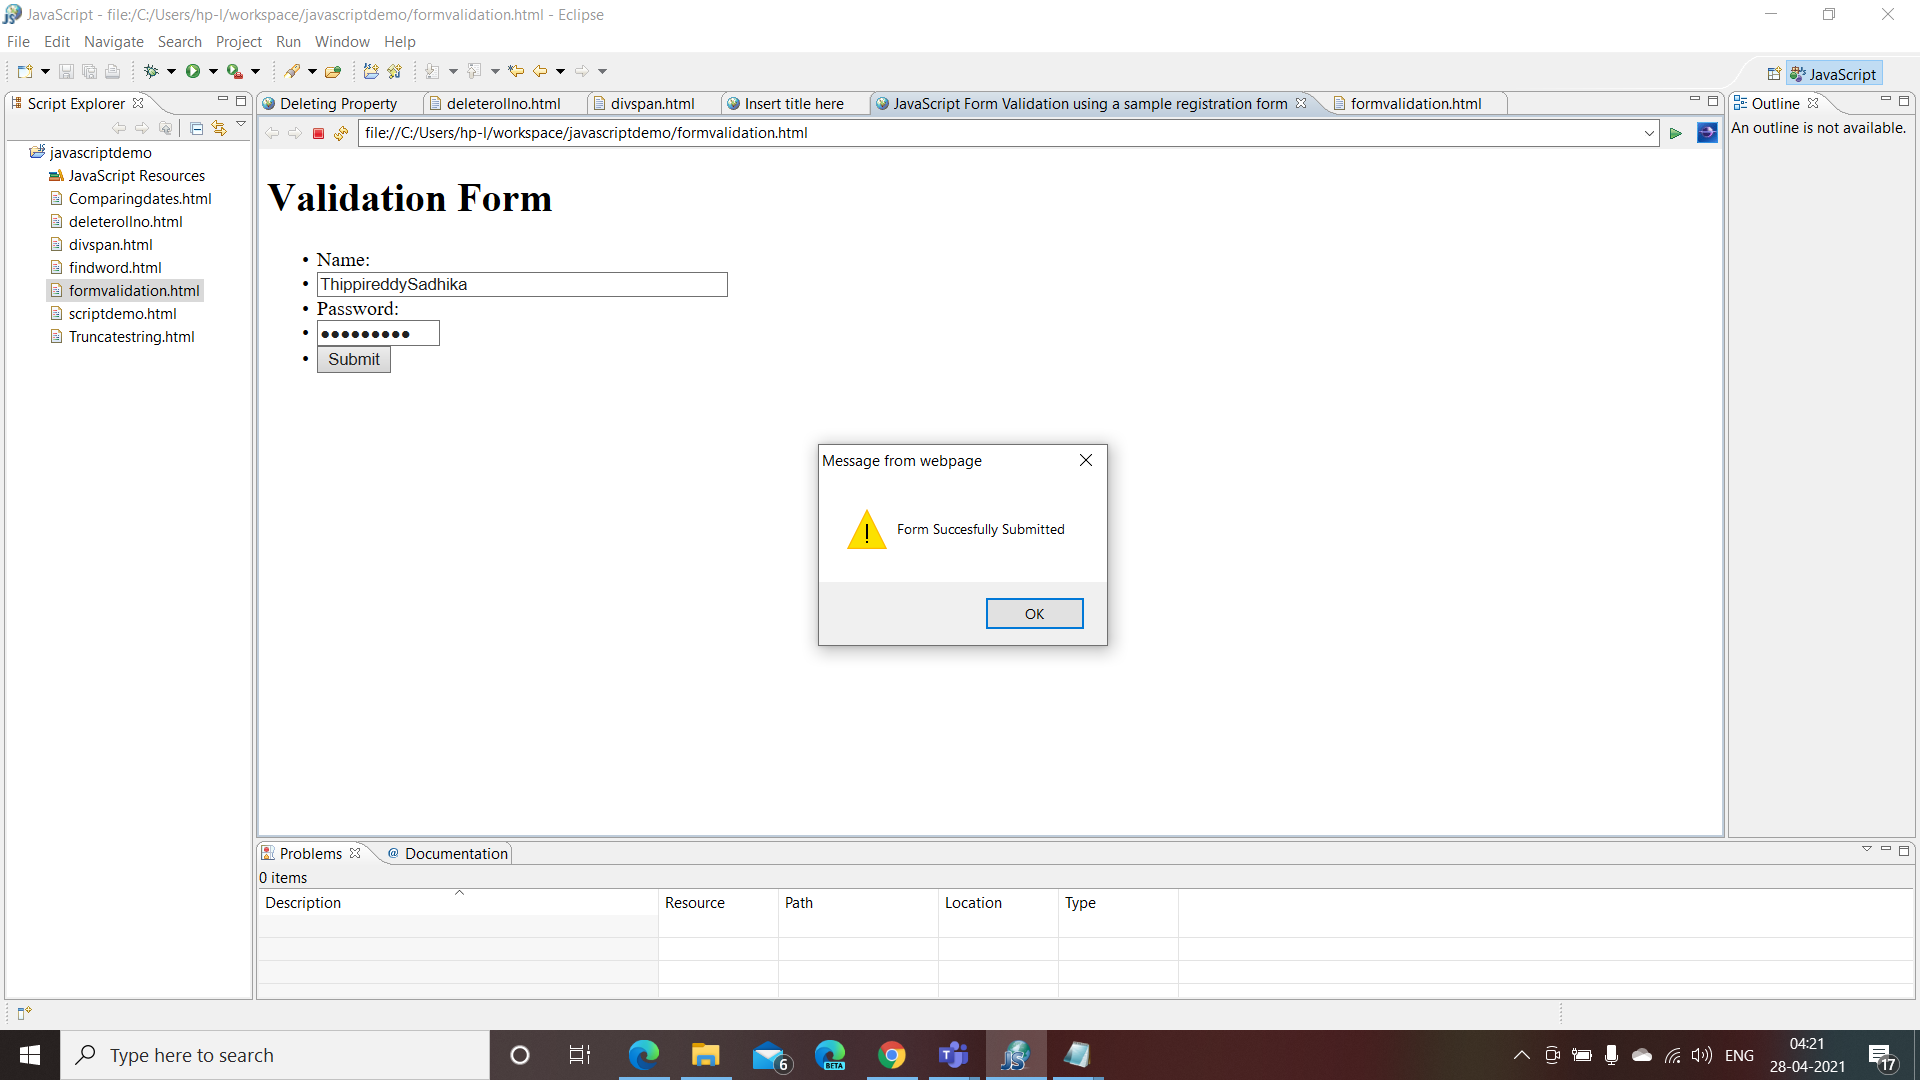 JavaScript - file:/C:/Users/hp-l/workspace/javascriptdemo/formvalidation.html - Eclipse
File Edit Navigate Search Project Run Window Help
JavaScript
Script Explorer
Deleting Property
deleterollno.html
divspan.html
Insert title here
JavaScript Form Validation using a sample registration form
formvalidation.html
Outline
file://C:/Users/hp-l/workspace/javascriptdemo/formvalidation.html
An outline is not available.
javascriptdemo
JavaScript Resources
Comparingdates.html
deleterollno.html
divspan.html
findword.html
formvalidation.html
scriptdemo.html
Truncatestring.html
Validation Form
• Name:
• ThippireddySadhika
• Password:
• ●●●●●●●●●
• Submit
Message from webpage
Form Succesfully Submitted
OK
Problems
@ Documentation
0 items
Description Resource Path Location Type
Type here to search
6
BETA
ENG
04:21
28-04-2021
17